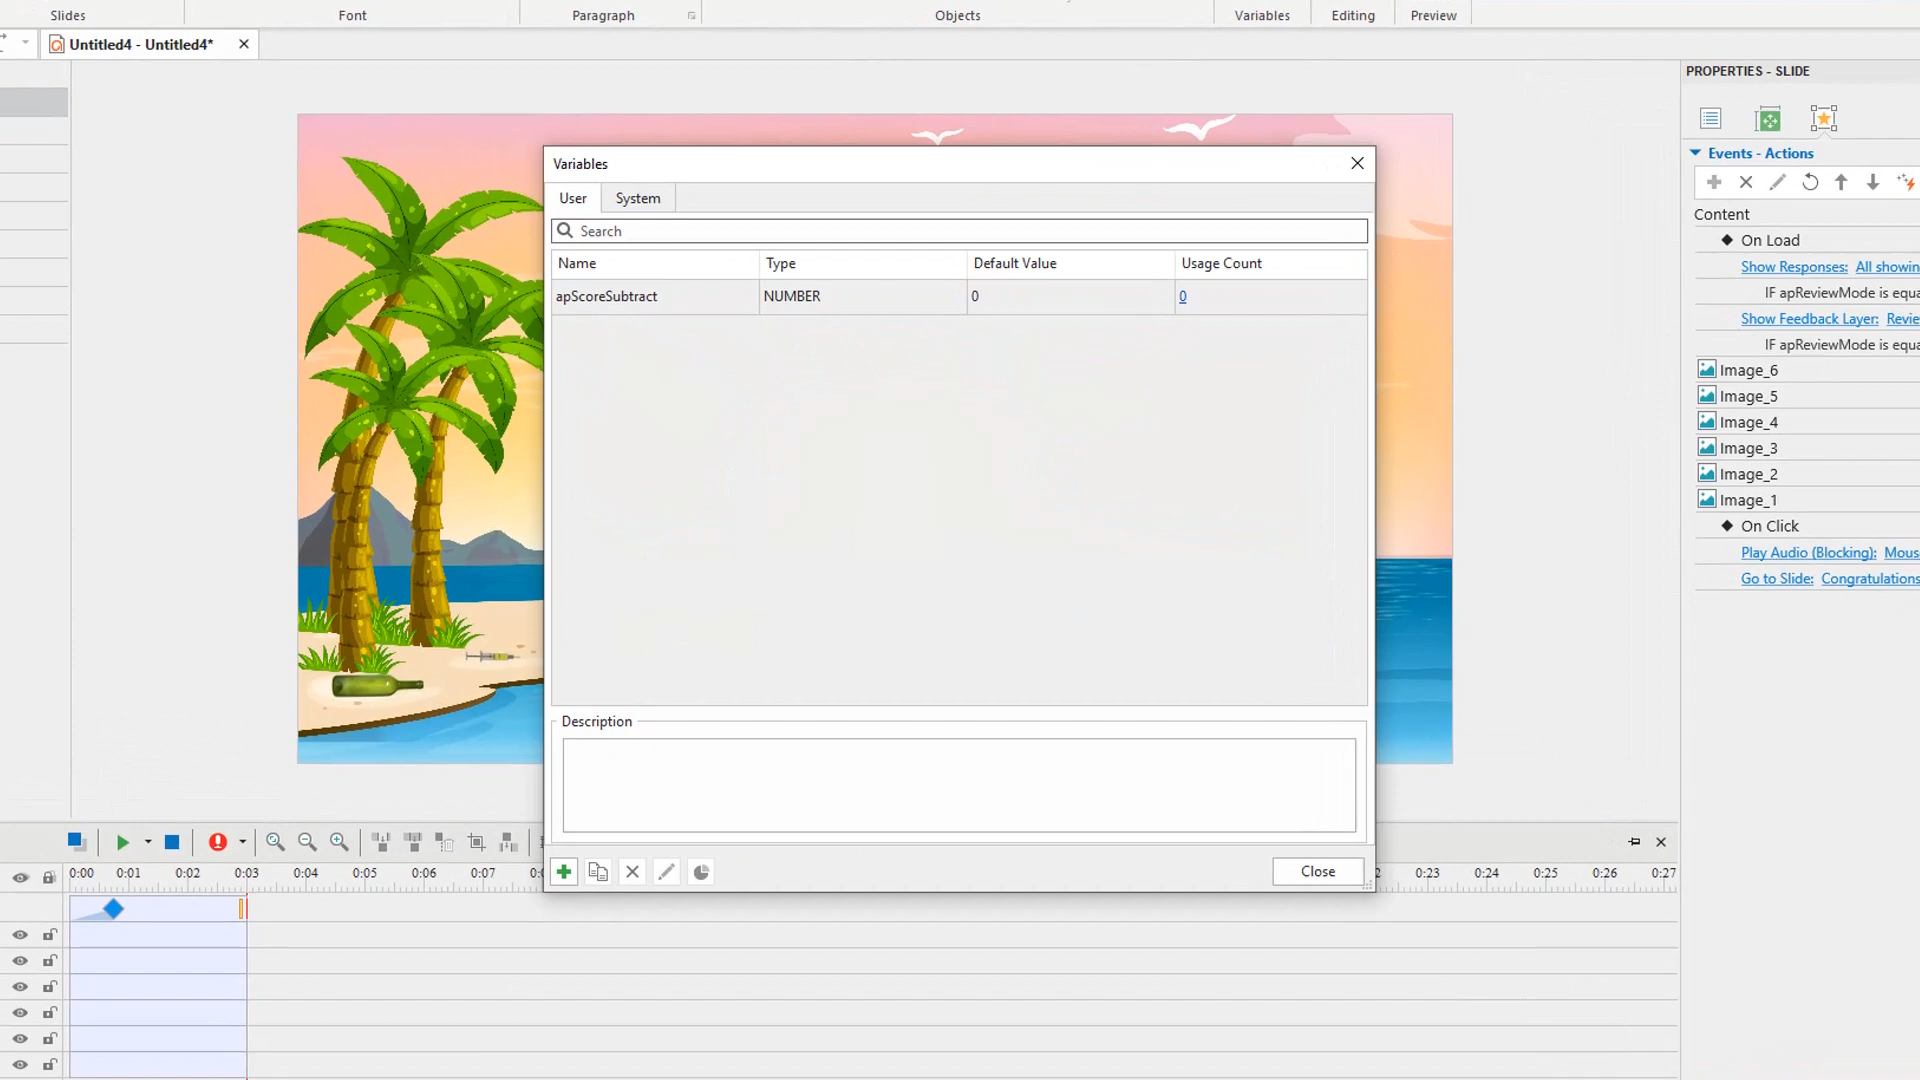 Slides Font Paragraph Objects Variables Editing Preview
Untitled4 - Untitled4*
PROPERTIES - SLIDE
Variables
User System
Search
Name Type Default Value Usage Count
apScoreSubtract NUMBER 0 0
Description
Close
Events - Actions
Content
On Load
Show Responses: All showin
IF apReviewMode is equa
Show Feedback Layer: Revie
IF apReviewMode is equa
Image_6
Image_5
Image_4
Image_3
Image_2
Image_1
On Click
Play Audio (Blocking): Mous
Go to Slide: Congratulations
0:00 0:01 0:02 0:03 0:04 0:05 0:06 0:07 0:23 0:24 0:25 0:26 0:27